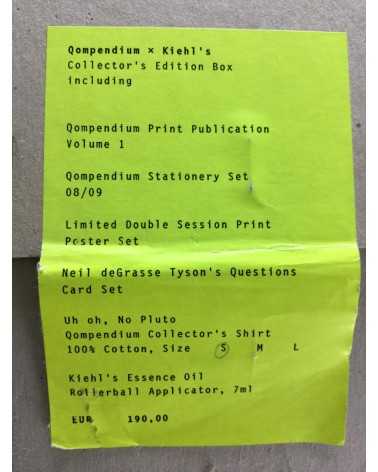 Qompendium × Kiehl's
Collector's Edition Box
including
Qompendium Print Publication
Volume 1
Qompendium Stationery Set
08/09
Limited Double Session Print
Poster Set
Neil deGrasse Tyson's Questions
Card Set
Uh oh, No Pluto
Qompendium Collector's Shirt
100% Cotton, Size S M L
Kiehl's Essence Oil
Rollerball Applicator, 7ml
EUR 190,00